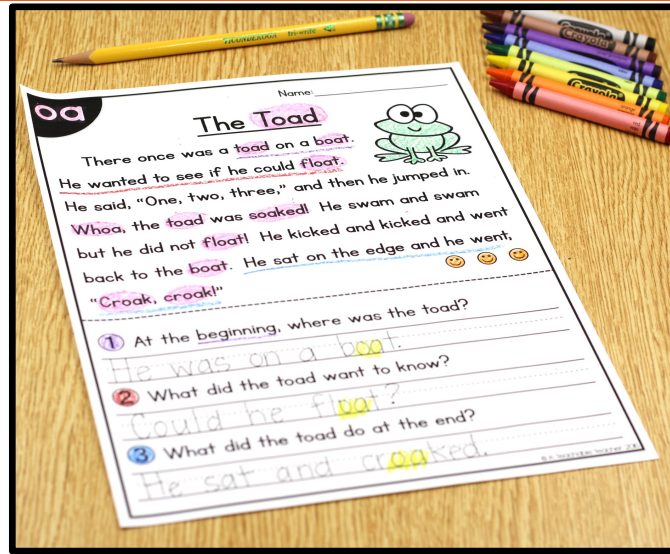 TICONDEROGA tri-write
Crayola
Crayola
oa
Name:
The Toad
There once was a toad on a boat.
He wanted to see if he could float.
He said, “One, two, three,” and then he jumped in.
Whoa, the toad was soaked! He swam and swam
but he did not float! He kicked and kicked and went
back to the boat. He sat on the edge and he went,
“Croak, croak!”
1 At the beginning, where was the toad?
He was on a boat.
2 What did the toad want to know?
Could he float?
3 What did the toad do at the end?
He sat and croaked.
© A Teachable Teacher